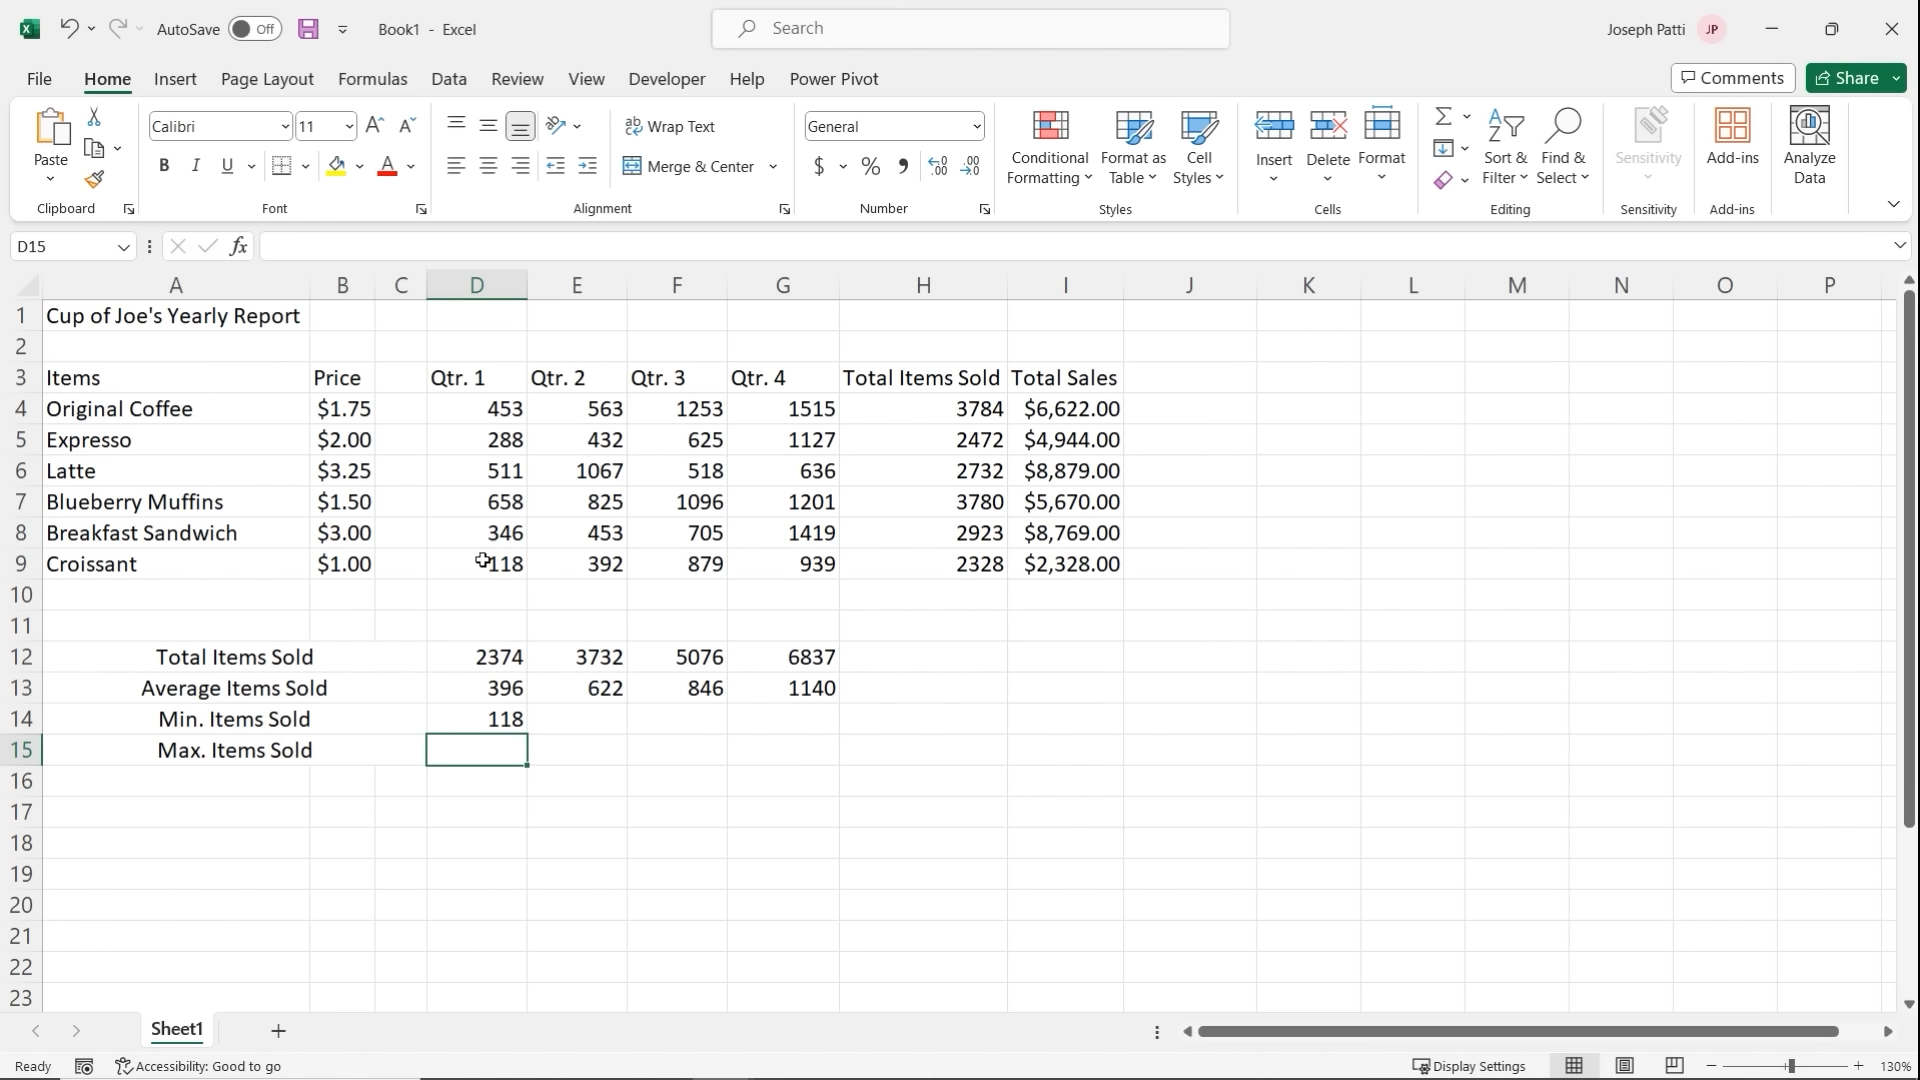 AutoSave Off Book1 - Excel Search Joseph Patti JP
File Home Insert Page Layout Formulas Data Review View Developer Help Power Pivot Comments Share
Paste Calibri 11 Wrap Text General Conditional Formatting Format as Table Cell Styles Insert Delete Format Sort & Filter Find & Select Sensitivity Add-ins Analyze Data
B I U Merge & Center $ % 9 .00
Clipboard Font Alignment Number Styles Cells Editing Sensitivity Add-ins
D15 fx
A B C D E F G H I J K L M N O P
1 Cup of Joe's Yearly Report
2
3 Items Price Qtr. 1 Qtr. 2 Qtr. 3 Qtr. 4 Total Items Sold Total Sales
4 Original Coffee $1.75 453 563 1253 1515 3784 $6,622.00
5 Expresso $2.00 288 432 625 1127 2472 $4,944.00
6 Latte $3.25 511 1067 518 636 2732 $8,879.00
7 Blueberry Muffins $1.50 658 825 1096 1201 3780 $5,670.00
8 Breakfast Sandwich $3.00 346 453 705 1419 2923 $8,769.00
9 Croissant $1.00 118 392 879 939 2328 $2,328.00
10
11
12 Total Items Sold 2374 3732 5076 6837
13 Average Items Sold 396 622 846 1140
14 Min. Items Sold 118
15 Max. Items Sold
16
17
18
19
20
21
22
23
Sheet1
Ready Accessibility: Good to go Display Settings 130%